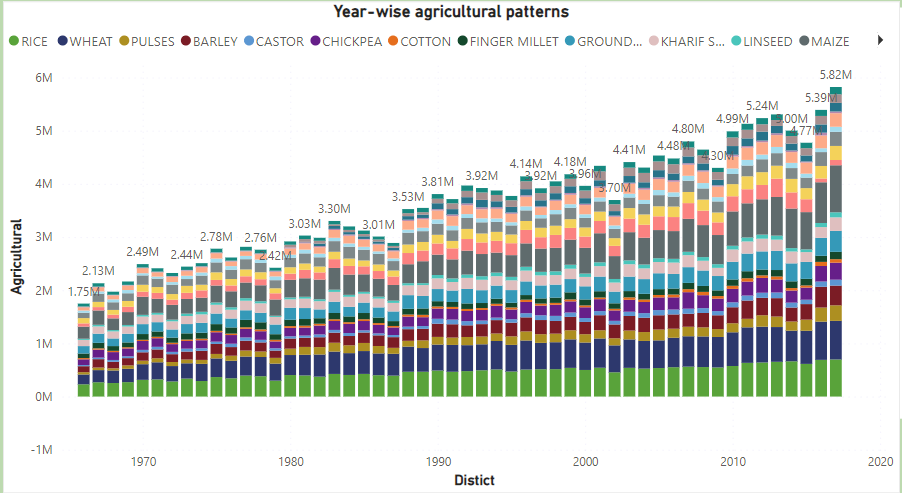 Year-wise agricultural patterns
RICE WHEAT PULSES BARLEY CASTOR CHICKPEA COTTON FINGER MILLET GROUND... KHARIF S... LINSEED MAIZE
6M
5M
4M
3M
2M
1M
0M
-1M
Agricultural
1.75M
2.13M
2.49M
2.44M
2.78M
2.76M
2.42M
3.03M
3.30M
3.01M
3.53M
3.81M
3.92M
4.14M
3.92M
4.18M
3.96M
3.70M
4.41M
4.48M
4.80M
4.30M
4.99M
5.24M
5.00M
4.77M
5.39M
5.82M
1970 1980 1990 2000 2010 2020
Distict